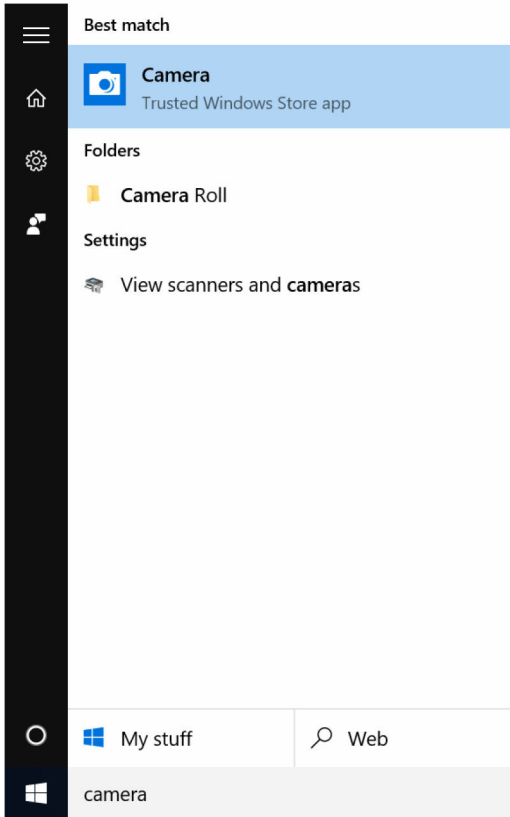 Best match
Camera
Trusted Windows Store app
Folders
Camera Roll
Settings
View scanners and cameras
My stuff
Web
camera